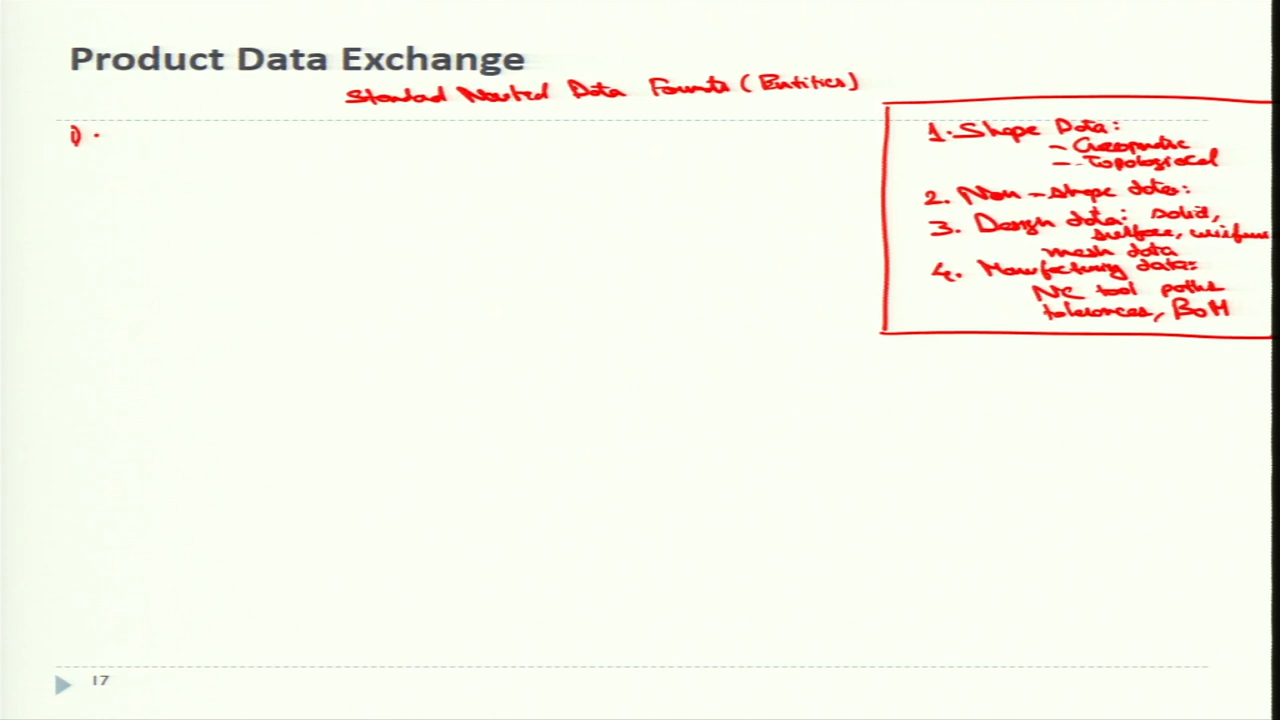 Product Data Exchange
Standard Neutral Data Formats (Entities)
1) .
1. Shape Data:
- Geometric
- Topological
2. Non-shape data:
3. Design data: solid,
surface, wireframe
mesh data
4. Manufacturing data:
NC tool paths
tolerances, BoM
17